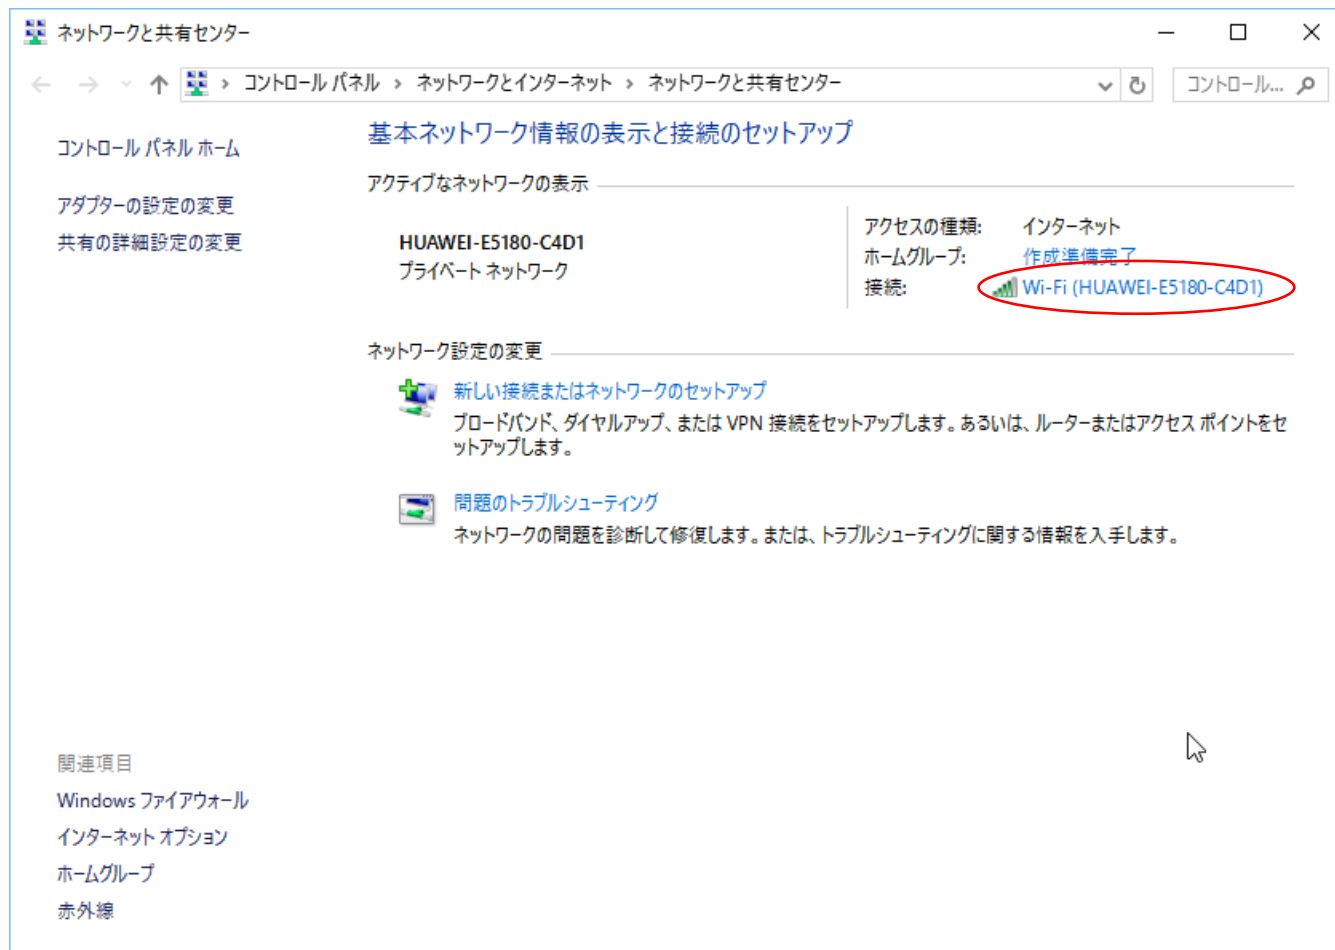 ネットワークと共有センター
コントロール パネル › ネットワークとインターネット › ネットワークと共有センター
コントロール...
コントロール パネル ホーム
アダプターの設定の変更
共有の詳細設定の変更
基本ネットワーク情報の表示と接続のセットアップ
アクティブなネットワークの表示
HUAWEI-E5180-C4D1
プライベート ネットワーク
アクセスの種類: インターネット
ホームグループ: 作成準備完了
接続: Wi-Fi (HUAWEI-E5180-C4D1)
ネットワーク設定の変更
新しい接続またはネットワークのセットアップ
ブロードバンド、ダイヤルアップ、または VPN 接続をセットアップします。あるいは、ルーターまたはアクセス ポイントをセ
ットアップします。
問題のトラブルシューティング
ネットワークの問題を診断して修復します。または、トラブルシューティングに関する情報を入手します。
関連項目
Windows ファイアウォール
インターネット オプション
ホームグループ
赤外線